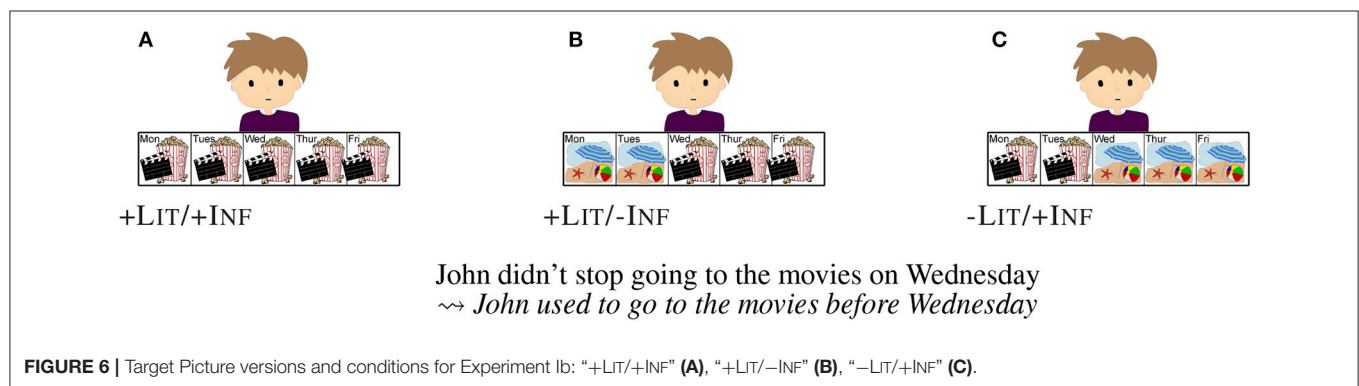 A
B
C
Mon Tues Wed Thur Fri
Mon Tues Wed Thur Fri
Mon Tues Wed Thur Fri
+LIT/+INF
+LIT/-INF
-LIT/+INF
John didn't stop going to the movies on Wednesday
⤳ John used to go to the movies before Wednesday
FIGURE 6 | Target Picture versions and conditions for Experiment Ib: “+LIT/+INF” (A), “+LIT/−INF” (B), “−LIT/+INF” (C).